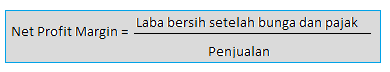 Net Profit Margin = Laba bersih setelah bunga dan pajak
Penjualan